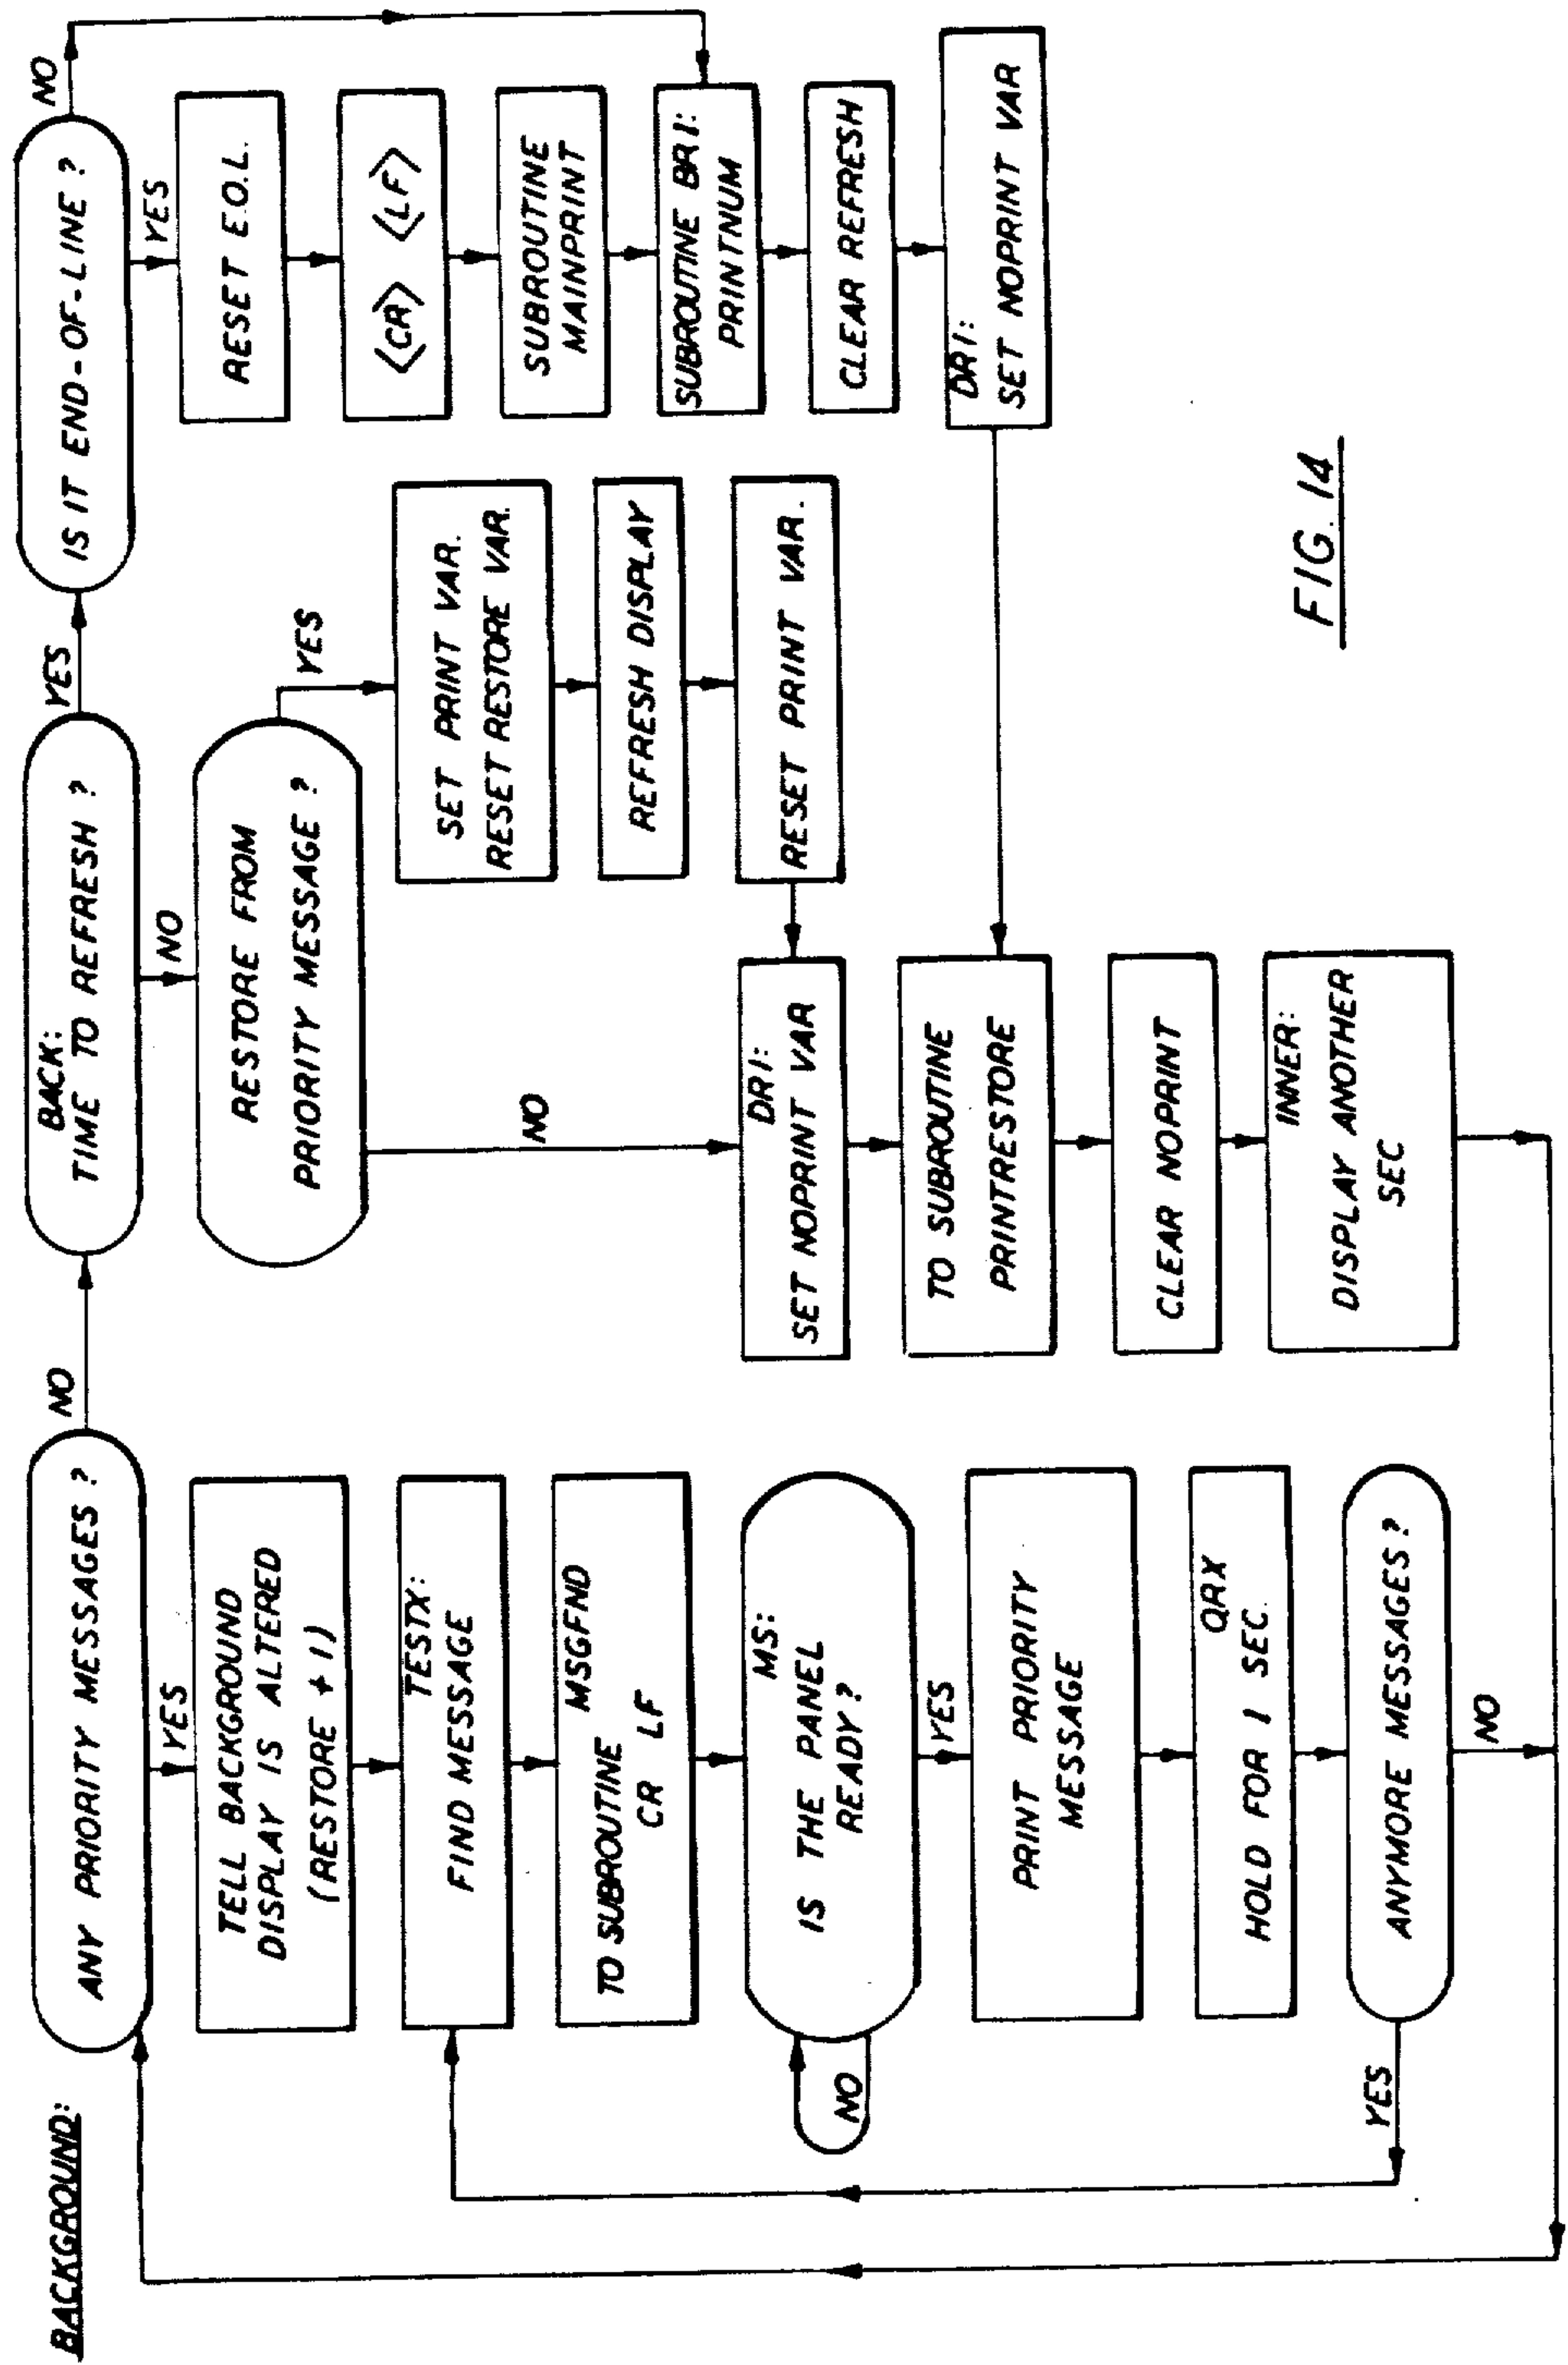 BACKGROUND:
ANY PRIORITY MESSAGES ?
NO
YES
TELL BACKGROUND
DISPLAY IS ALTERED
(RESTORE + 1)
TESTX:
FIND MESSAGE
MSGFND
TO SUBROUTINE
CR LF
MS:
IS THE PANEL
READY ?
NO
YES
PRINT PRIORITY
MESSAGE
QRX
HOLD FOR 1 SEC.
ANYMORE MESSAGES ?
YES
NO
BACK:
TIME TO REFRESH ?
YES
NO
RESTORE FROM
PRIORITY MESSAGE ?
YES
NO
SET PRINT VAR.
RESET RESTORE VAR.
REFRESH DISPLAY
RESET PRINT VAR.
DR1:
SET NOPRINT VAR
TO SUBROUTINE
PRINTRESTORE
CLEAR NOPRINT
INNER:
DISPLAY ANOTHER
SEC
IS IT END-OF-LINE ?
NO
YES
RESET E.O.L.
<CR> <LF>
SUBROUTINE
MAINPRINT
SUBROUTINE BR1:
PRINTNUM
CLEAR REFRESH
DR1:
SET NOPRINT VAR
FIG. 14